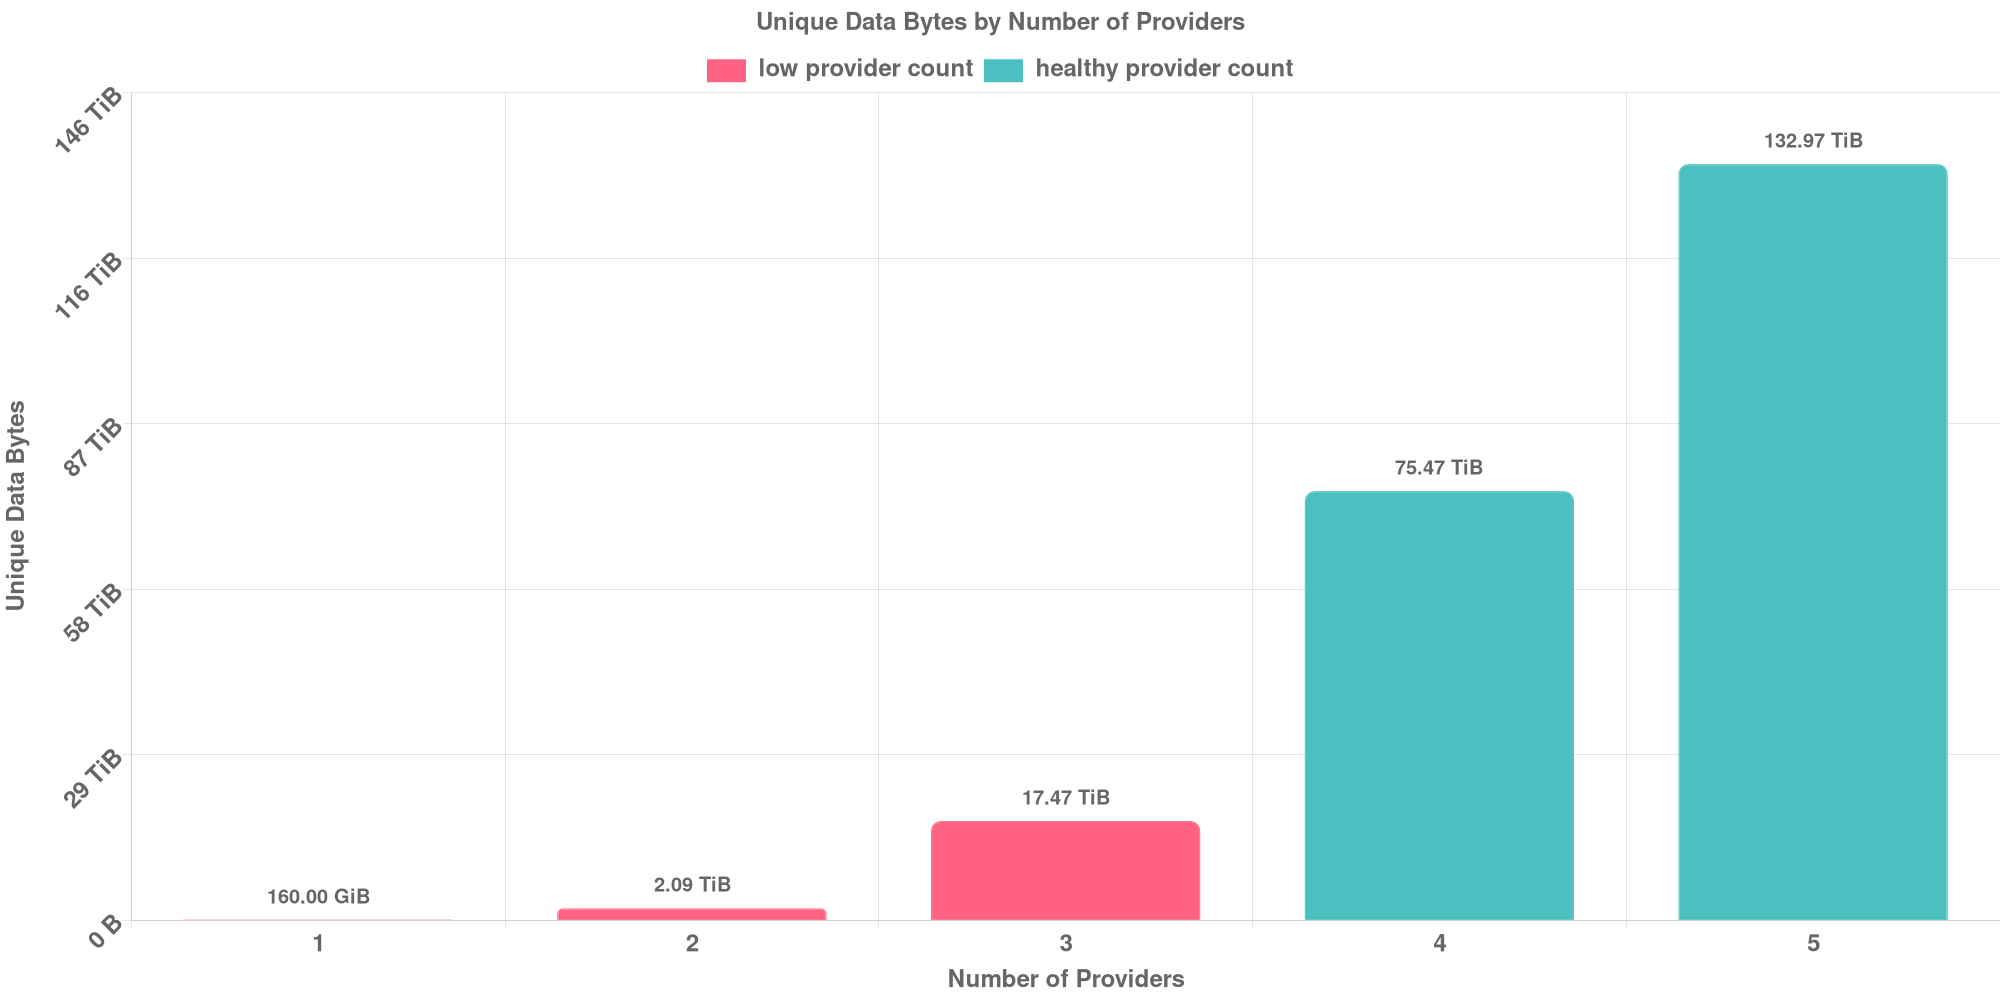 Unique Data Bytes by Number of Providers
low provider count
healthy provider count
146 TiB
116 TiB
87 TiB
58 TiB
29 TiB
0 B
Unique Data Bytes
160.00 GiB
2.09 TiB
17.47 TiB
75.47 TiB
132.97 TiB
1
2
3
4
5
Number of Providers